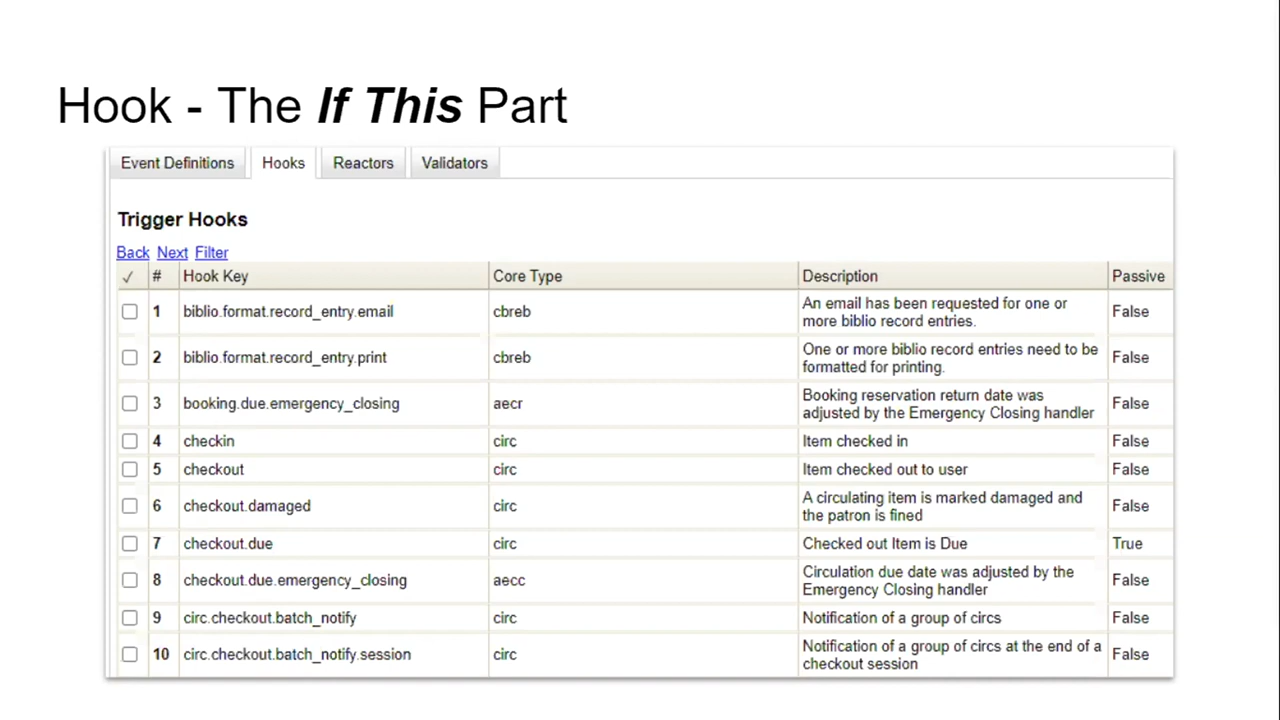 Hook - The If This Part
Event Definitions Hooks Reactors Validators
Trigger Hooks
Back Next Filter
✓ # Hook Key Core Type Description Passive
1 biblio.format.record_entry.email cbreb An email has been requested for one or
more biblio record entries. False
2 biblio.format.record_entry.print cbreb One or more biblio record entries need to be
formatted for printing. False
3 booking.due.emergency_closing aecr Booking reservation return date was
adjusted by the Emergency Closing handler False
4 checkin circ Item checked in False
5 checkout circ Item checked out to user False
6 checkout.damaged circ A circulating item is marked damaged and
the patron is fined False
7 checkout.due circ Checked out Item is Due True
8 checkout.due.emergency_closing aecc Circulation due date was adjusted by the
Emergency Closing handler False
9 circ.checkout.batch_notify circ Notification of a group of circs False
10 circ.checkout.batch_notify.session circ Notification of a group of circs at the end of a
checkout session False